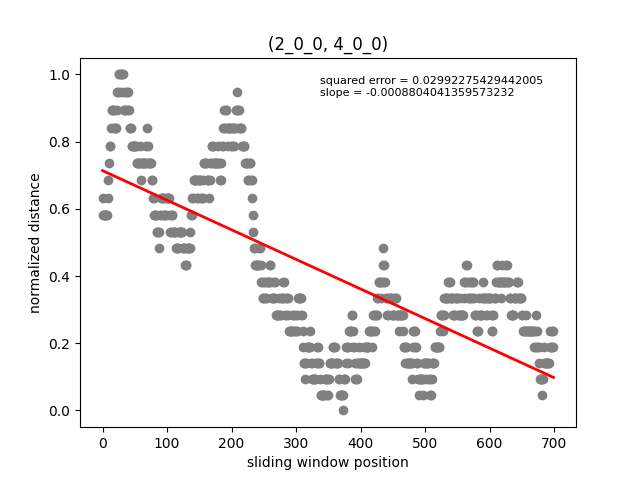 (2_0_0, 4_0_0)
squared error = 0.02992275429442005
slope = -0.0008804041359573232
1.0
0.8
0.6
0.4
0.2
0.0
normalized distance
0 100 200 300 400 500 600 700
sliding window position